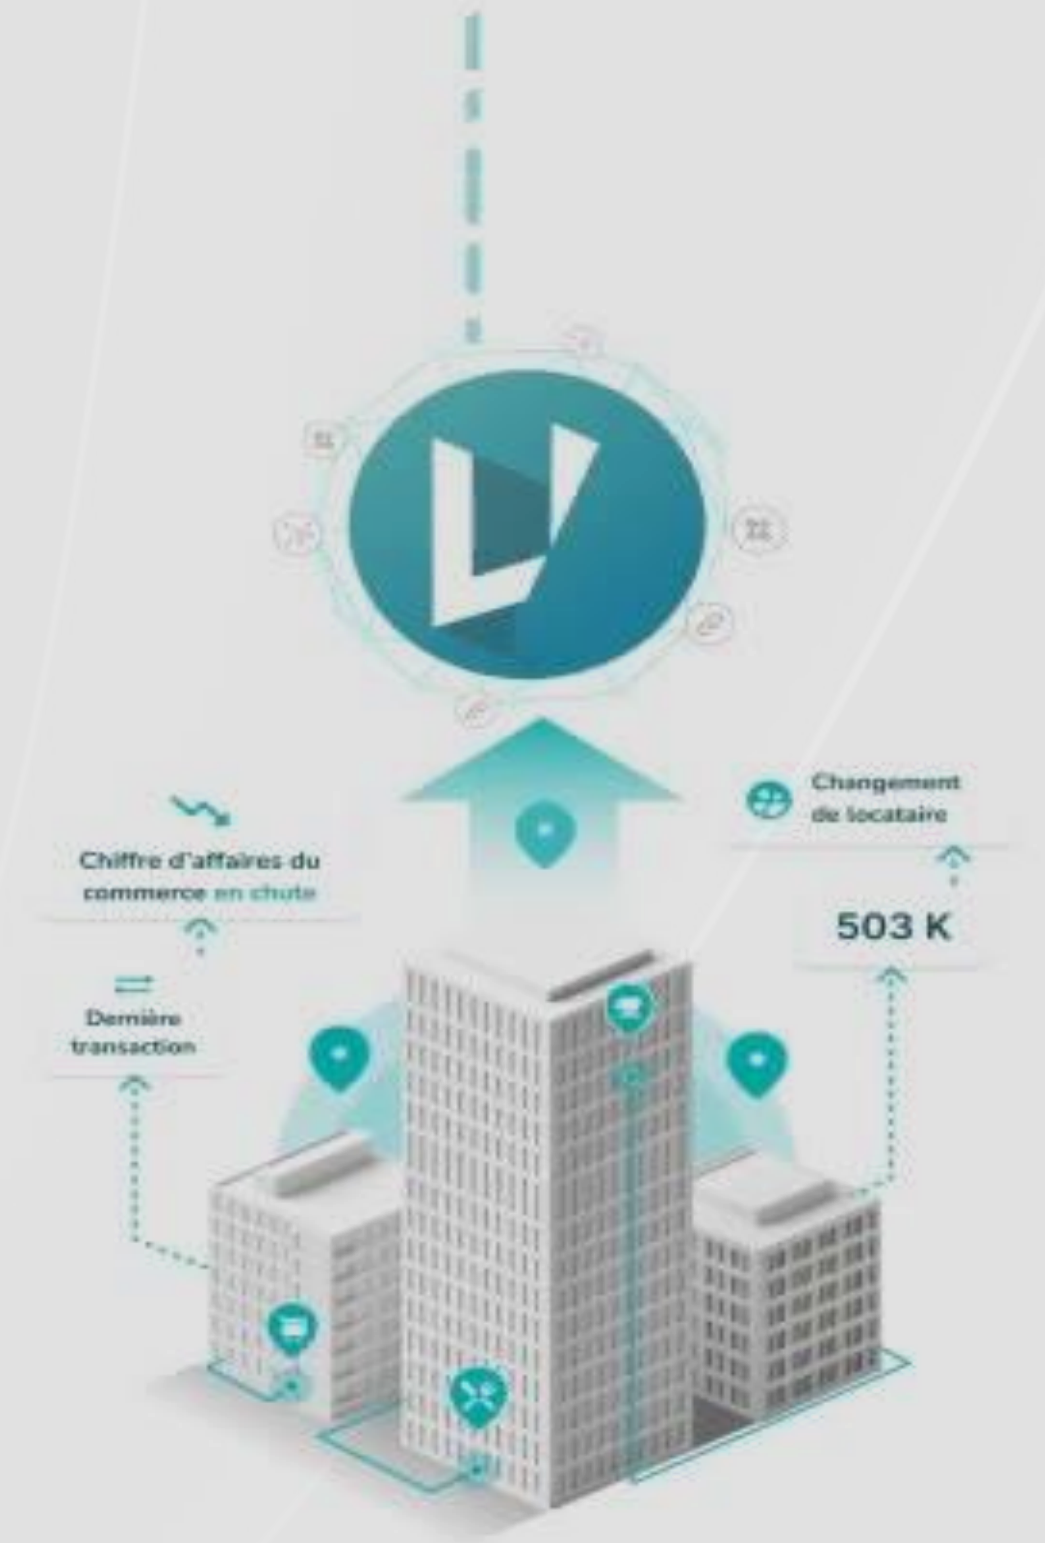 Chiffre d'affaires du
commerce en chute
Dernière
transaction
Changement
de locataire
503 K